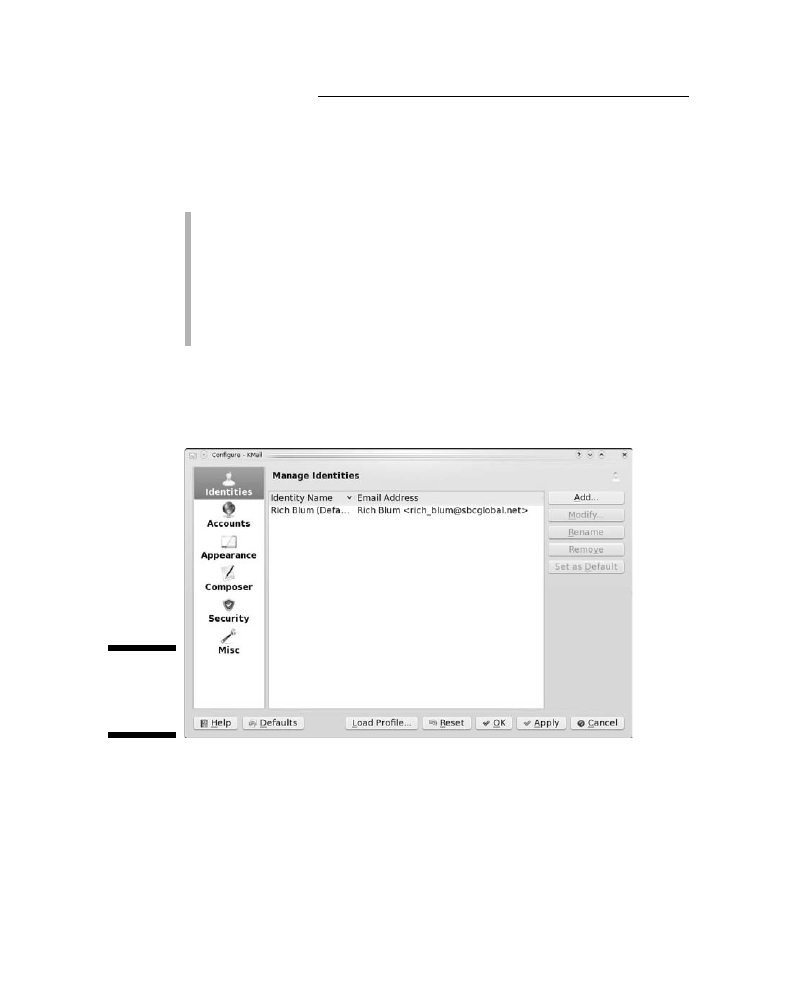 Configure - KMail
Identities
Accounts
Appearance
Composer
Security
Misc
Manage Identities
Identity Name Email Address
Rich Blum (Defa... Rich Blum <rich_blum@sbcglobal.net>
Add...
Modify...
Rename
Remove
Set as Default
Help Defaults Load Profile... Reset OK Apply Cancel